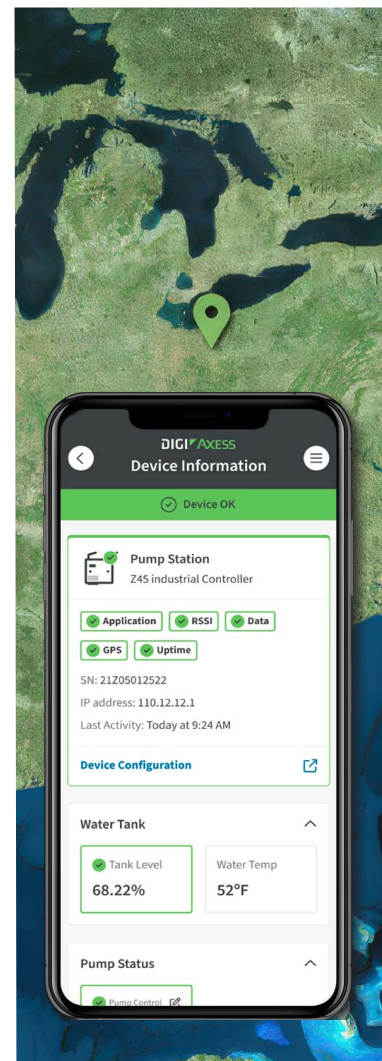 DIGI AXESS
Device Information
Device OK
Pump Station
Z45 industrial Controller
Application RSSI Data
GPS Uptime
SN: 21Z05012522
IP address: 110.12.12.1
Last Activity: Today at 9:24 AM
Device Configuration
Water Tank
Tank Level Water Temp
68.22% 52°F
Pump Status
Pump Control